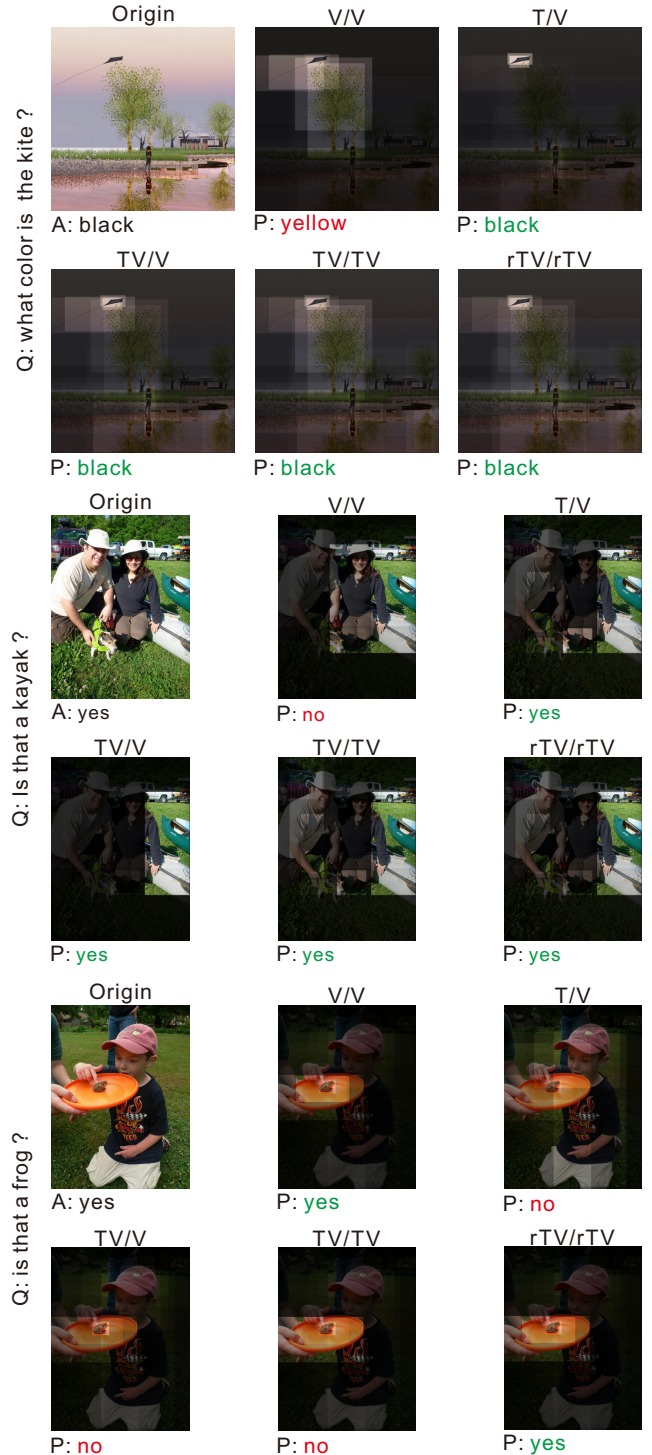 Origin V/V T/V
Q: what color is the kite ?
A: black P: yellow P: black
TV/V TV/TV rTV/rTV
P: black P: black P: black
Origin V/V T/V
Q: Is that a kayak ?
A: yes P: no P: yes
TV/V TV/TV rTV/rTV
P: yes P: yes P: yes
Origin V/V T/V
Q: is that a frog ?
A: yes P: yes P: no
TV/V TV/TV rTV/rTV
P: no P: no P: yes